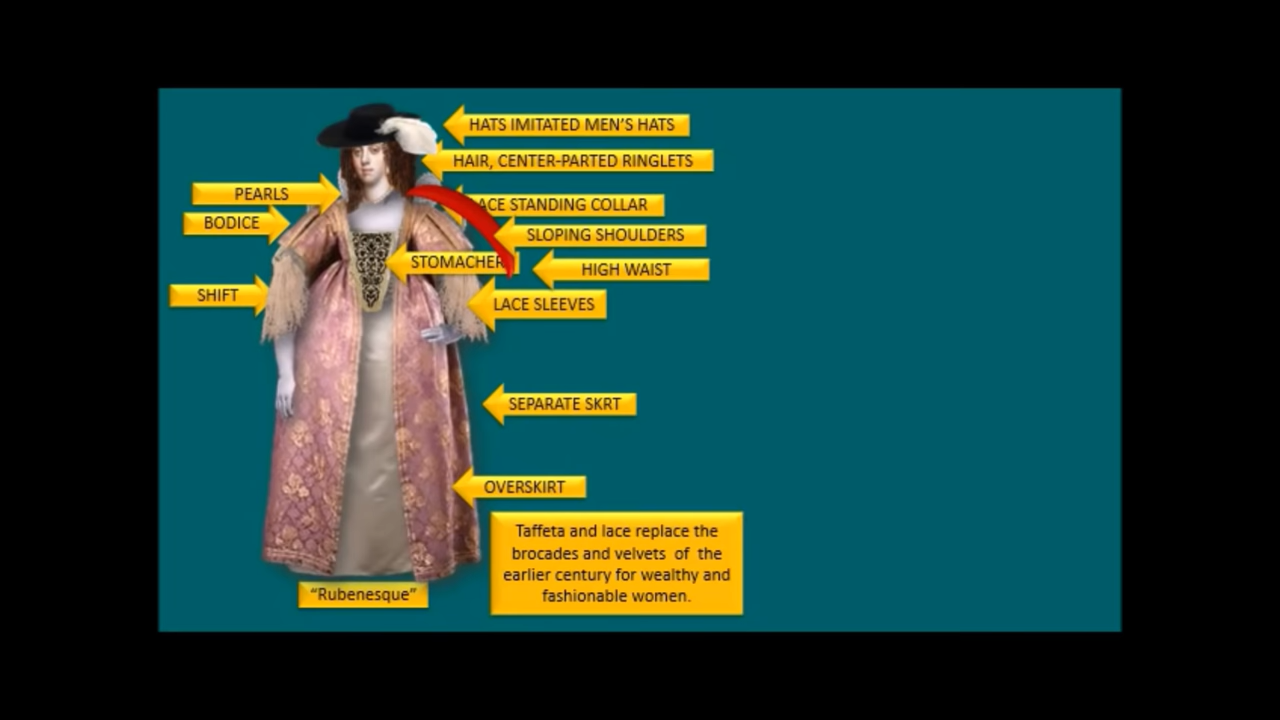 HATS IMITATED MEN'S HATS
HAIR, CENTER-PARTED RINGLETS
PEARLS
ACE STANDING COLLAR
BODICE
SLOPING SHOULDERS
STOMACHER
HIGH WAIST
SHIFT
LACE SLEEVES
SEPARATE SKRT
OVERSKIRT
Taffeta and lace replace the
brocades and velvets of the
earlier century for wealthy and
fashionable women.
"Rubenesque"